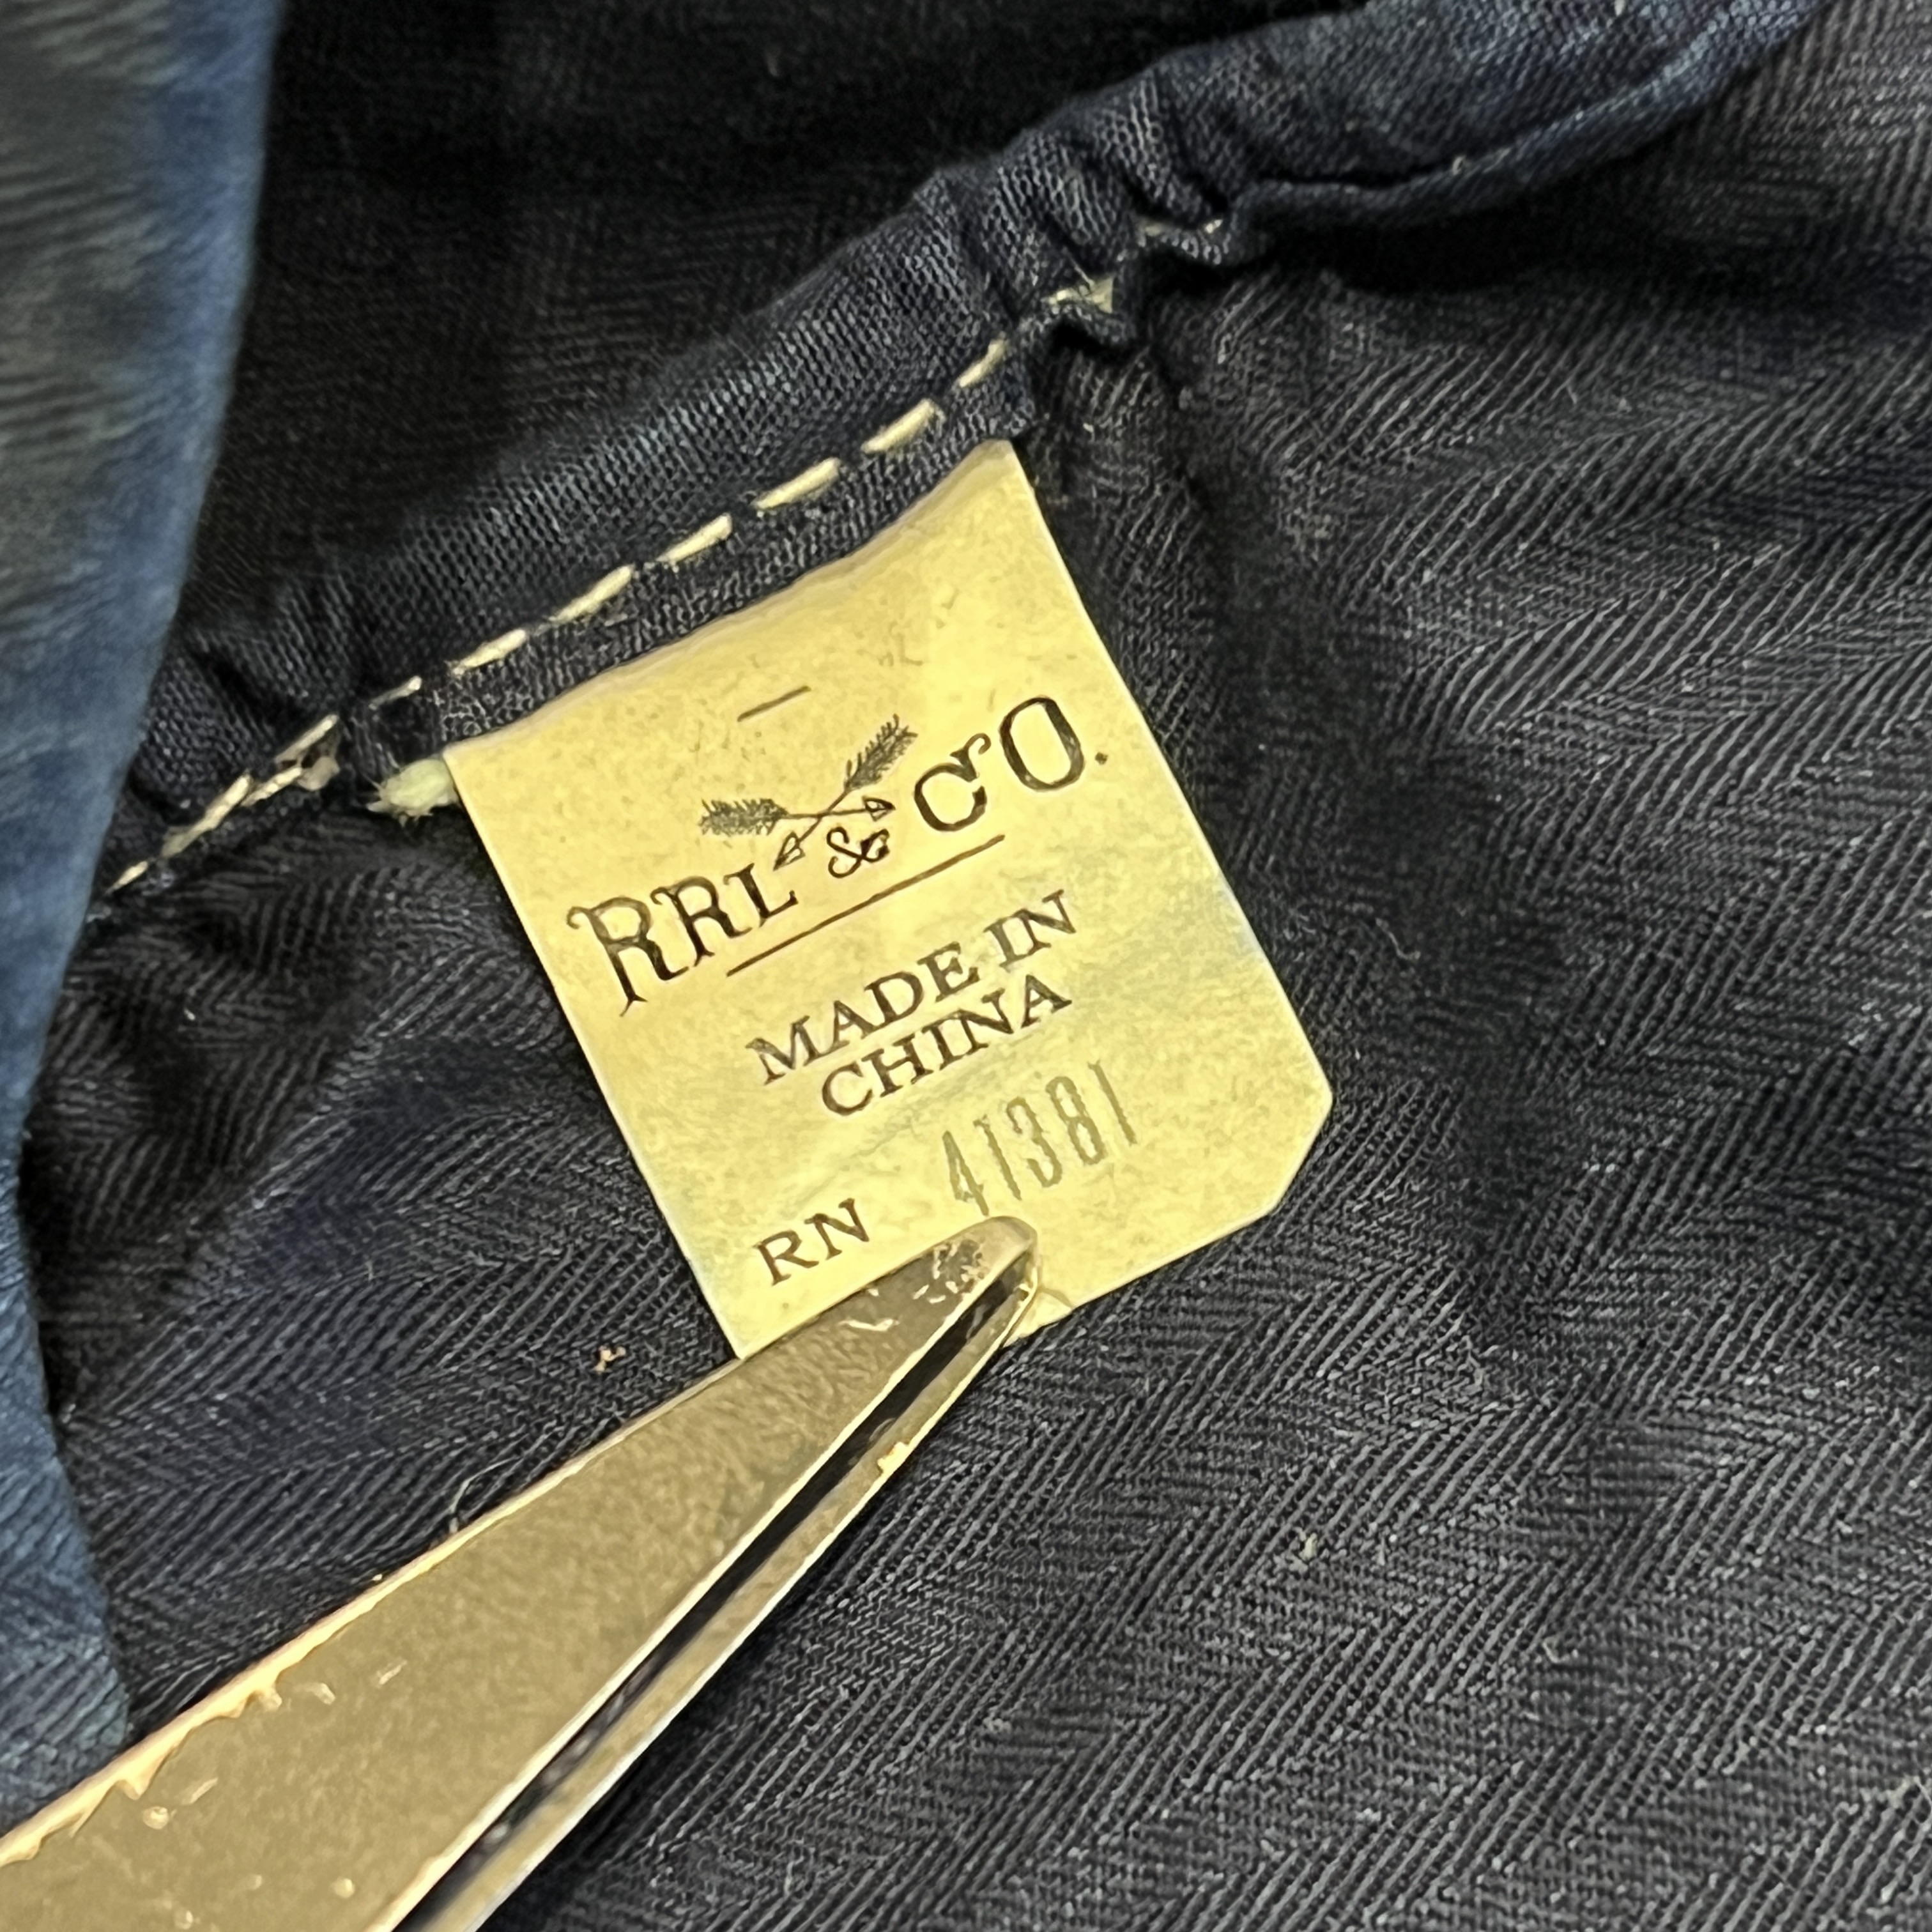 RRL & CO.
MADE IN
CHINA
RN 41381